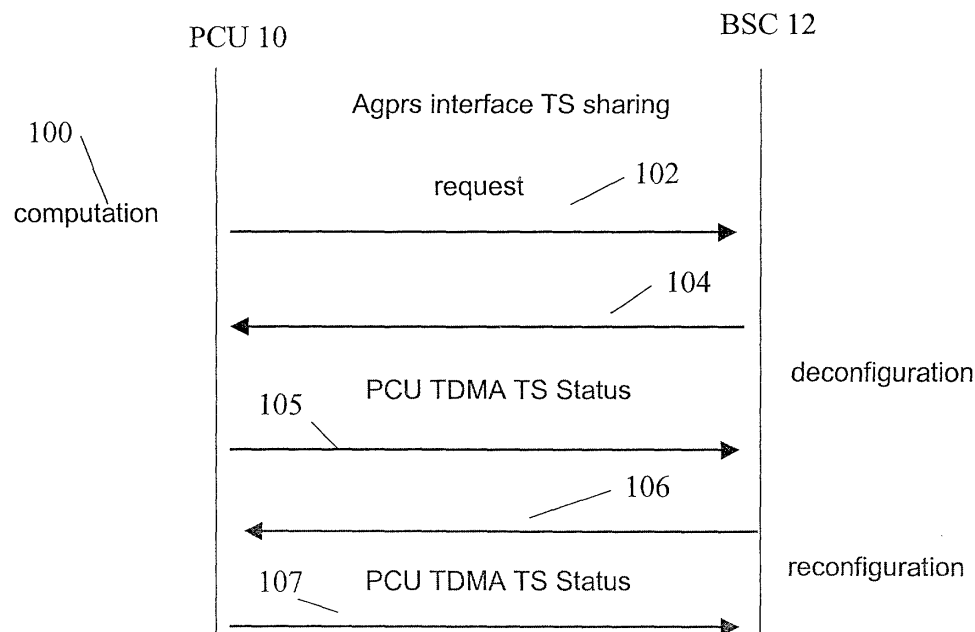 PCU 10
BSC 12
Agprs interface TS sharing
100
102
request
computation
104
deconfiguration
PCU TDMA TS Status
105
106
reconfiguration
PCU TDMA TS Status
107